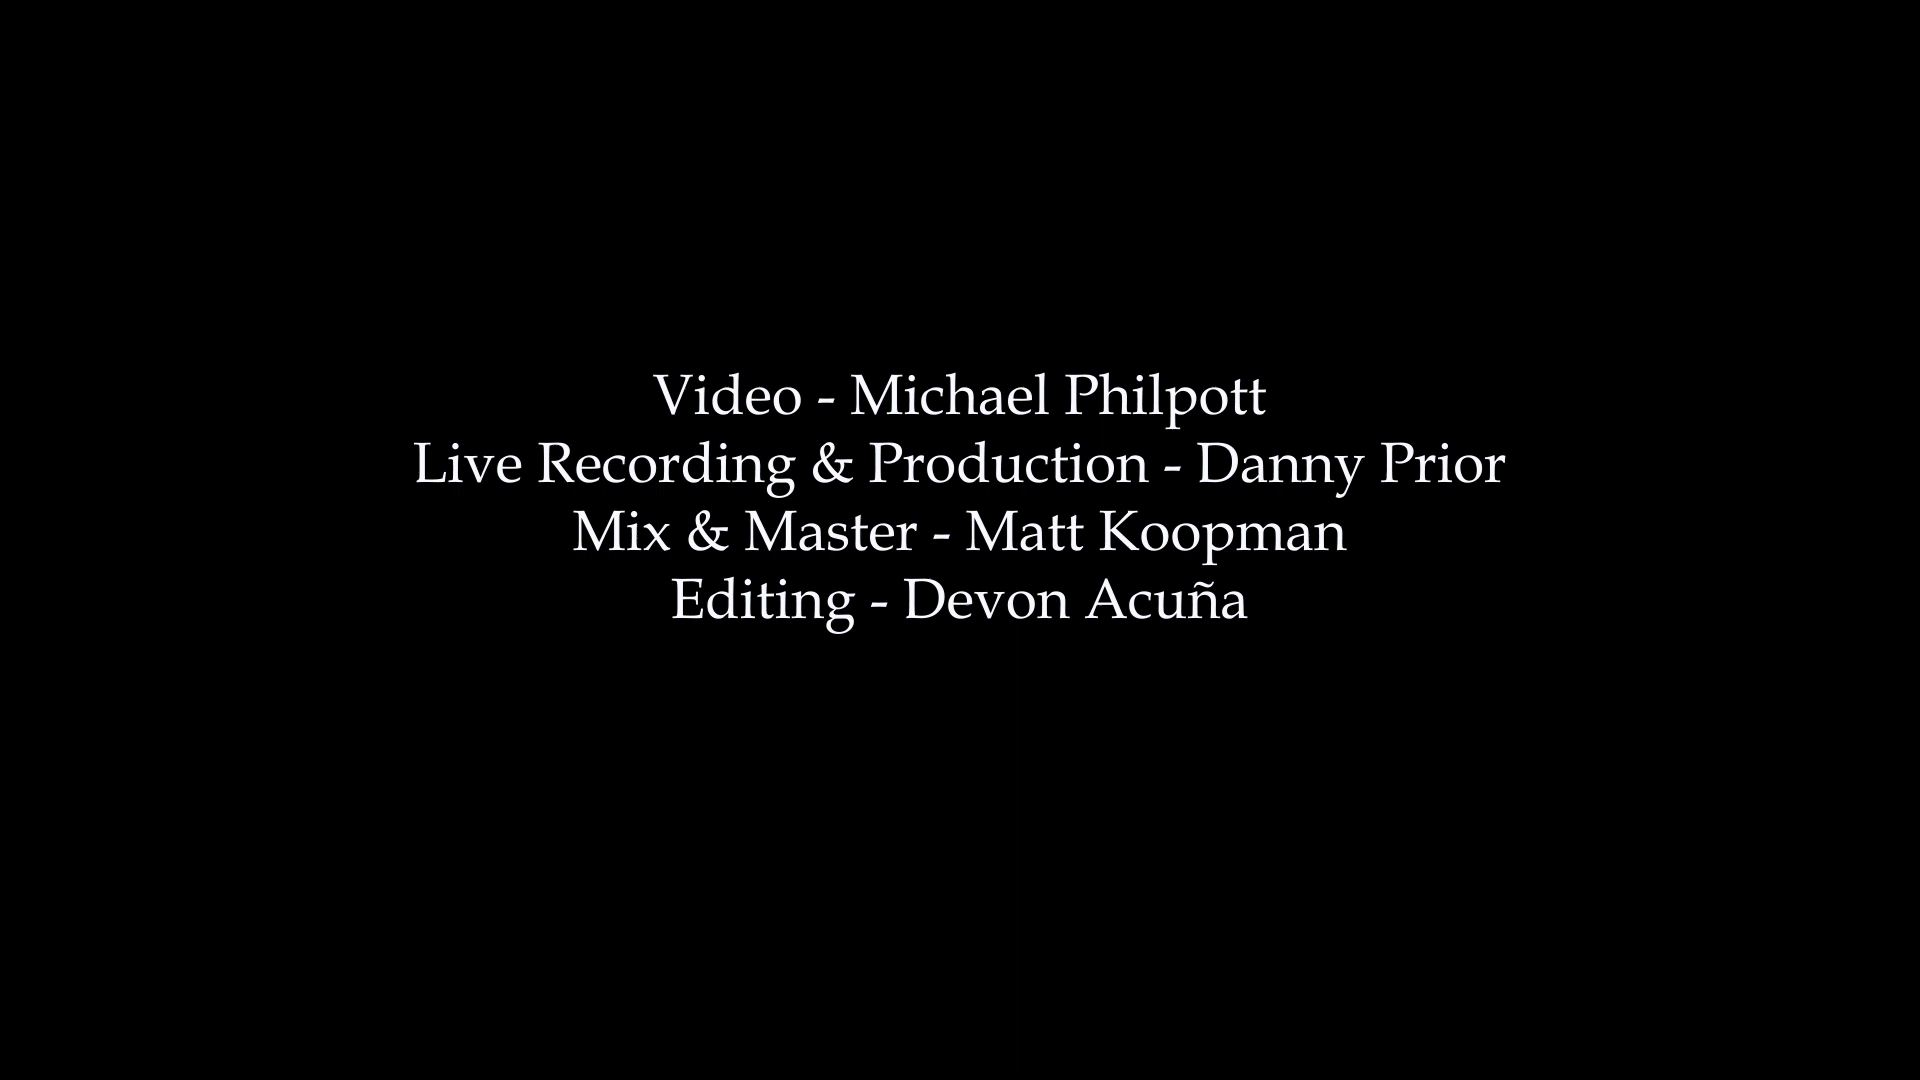 Video - Michael Philpott
Live Recording & Production - Danny Prior
Mix & Master - Matt Koopman
Editing - Devon Acuña